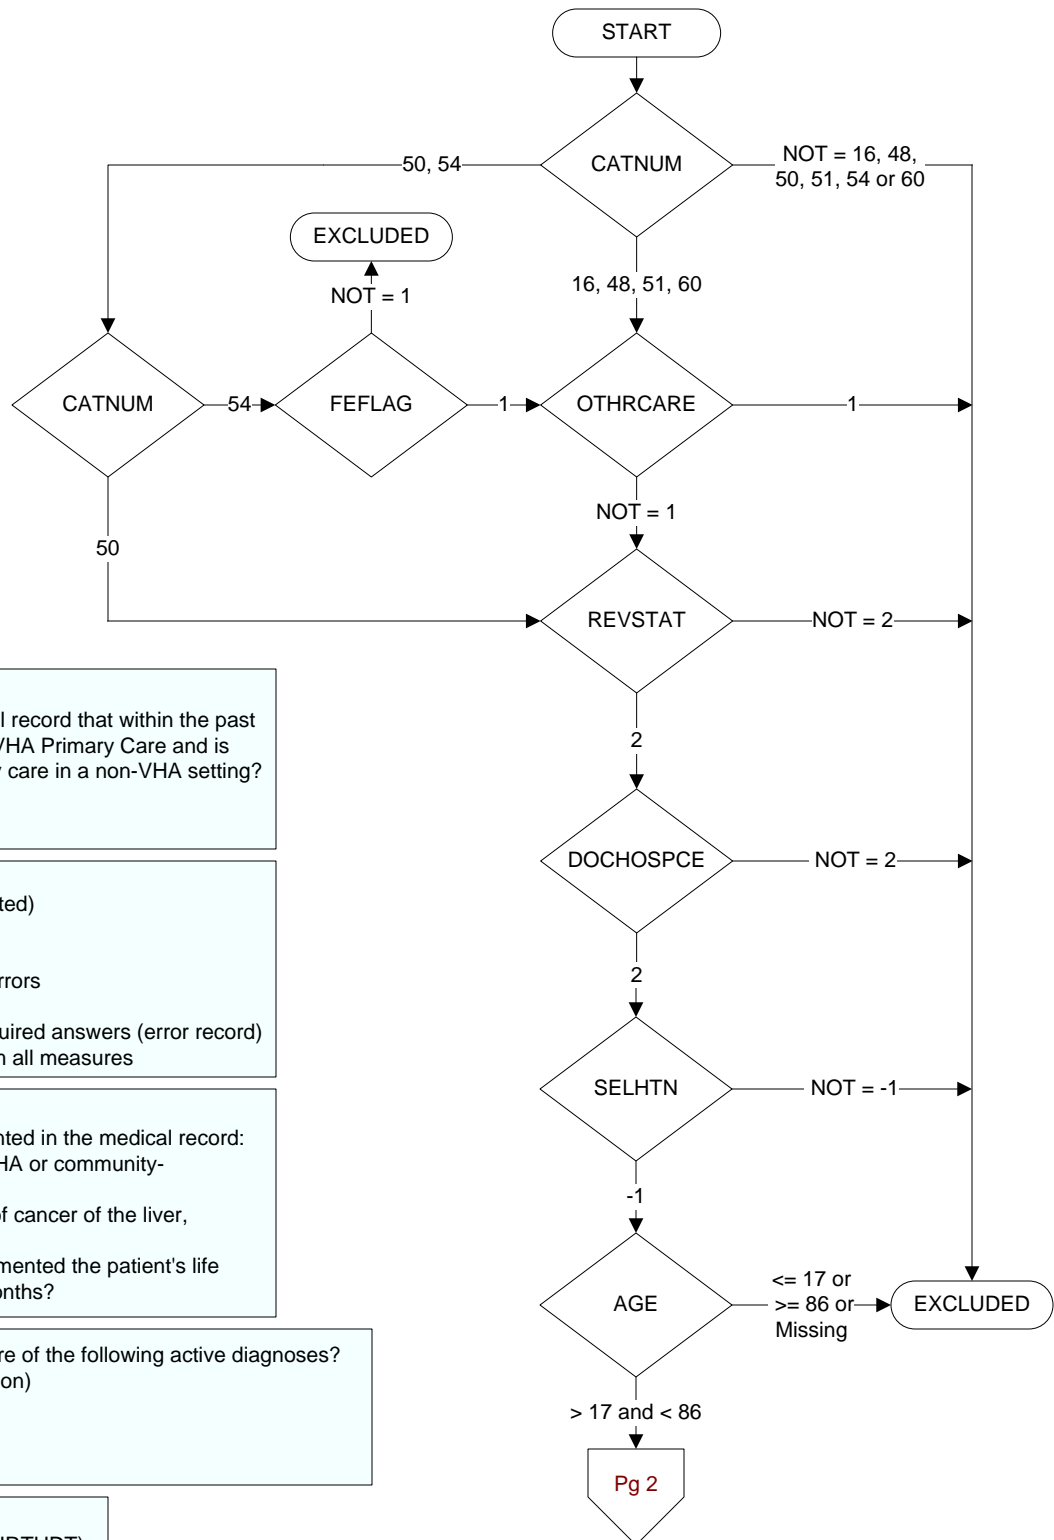 START
CATNUM
50, 54
NOT = 16, 48,
50, 51, 54 or 60
EXCLUDED
NOT = 1
16, 48, 51, 60
CATNUM
54
FEFLAG
1
OTHRCARE
1
NOT = 1
50
REVSTAT
NOT = 2
2
DOCHOSPCE
NOT = 2
2
SELHTN
NOT = -1
-1
AGE
<= 17 or
>= 86 or
Missing
EXCLUDED
> 17 and < 86
Pg 2
l record that within the past
VHA Primary Care and is
y care in a non-VHA setting?
ted)
rrors
uired answers (error record)
n all measures
nted in the medical record:
HA or community-
of cancer of the liver,
mented the patient's life
onths?
re of the following active diagnoses?
on)